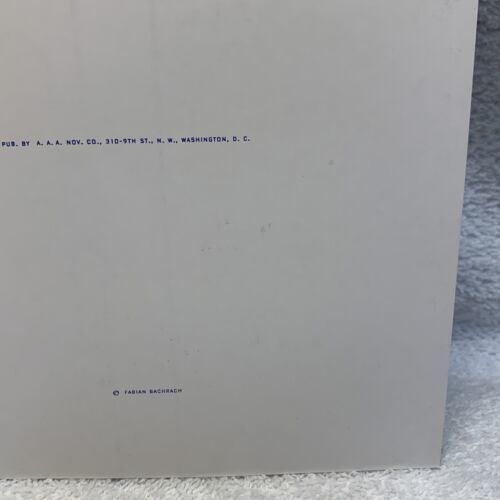 PUB. BY A. A. A. NOV. CO., 310-9TH ST., N. W., WASHINGTON, D. C.
© FABIAN BACHRACH